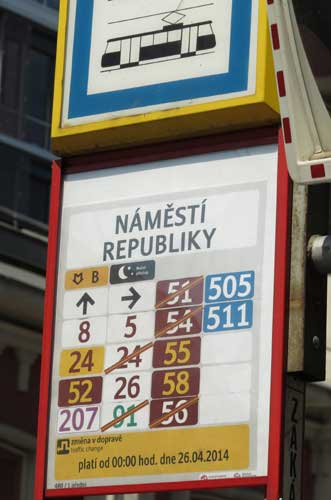 NÁMĚSTÍ
REPUBLIKY
B
51 505
8 5 54 511
24 24 55
52 26 58
207 91 56
změna v dopravě
traffic change
platí od 00:00 hod. dne 26.04.2014